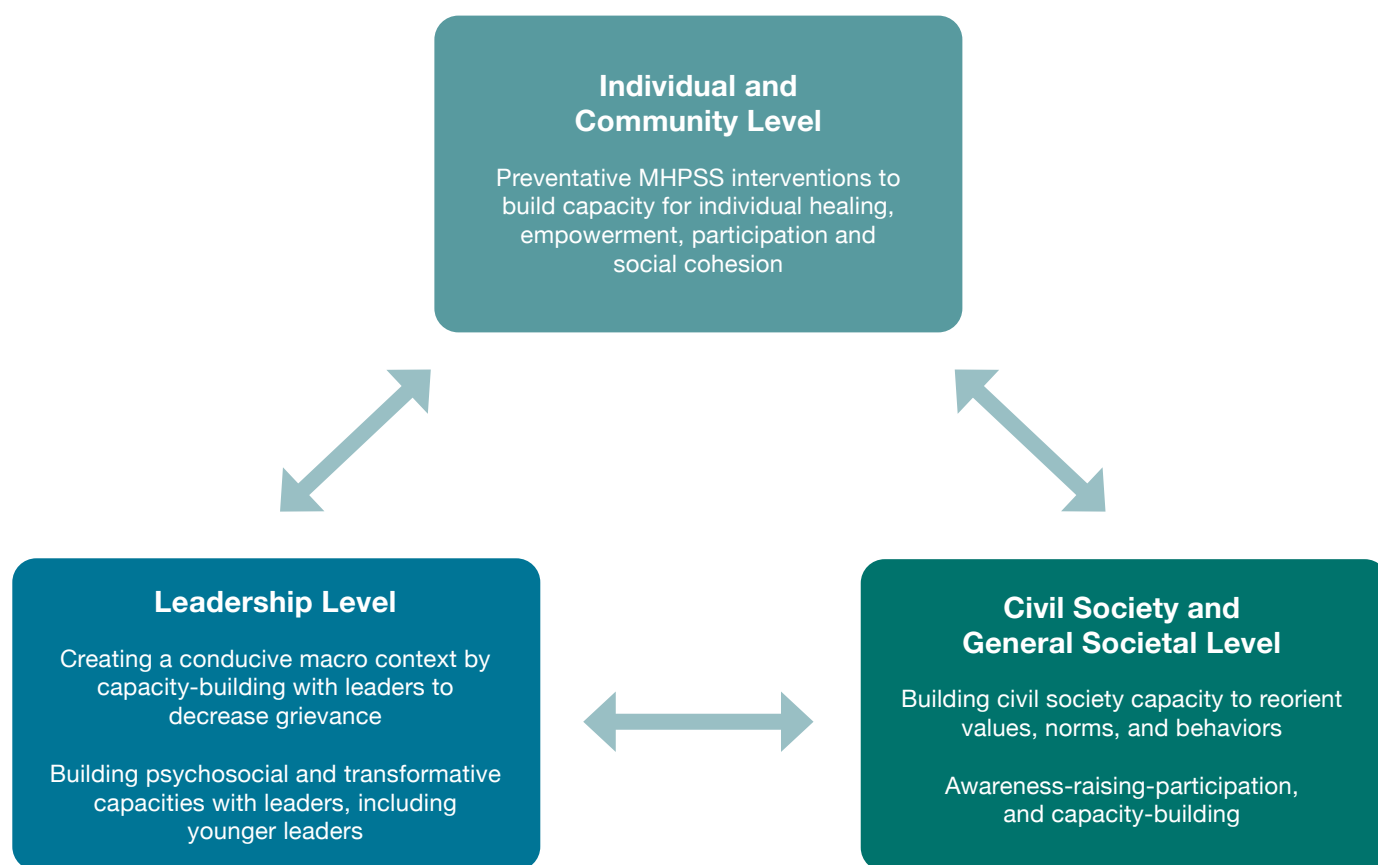 Individual and
Community Level
Preventative MHPSS interventions to
build capacity for individual healing,
empowerment, participation and
social cohesion
Leadership Level
Creating a conducive macro context by
capacity-building with leaders to
decrease grievance
Building psychosocial and transformative
capacities with leaders, including
younger leaders
Civil Society and
General Societal Level
Building civil society capacity to reorient
values, norms, and behaviors
Awareness-raising-participation,
and capacity-building